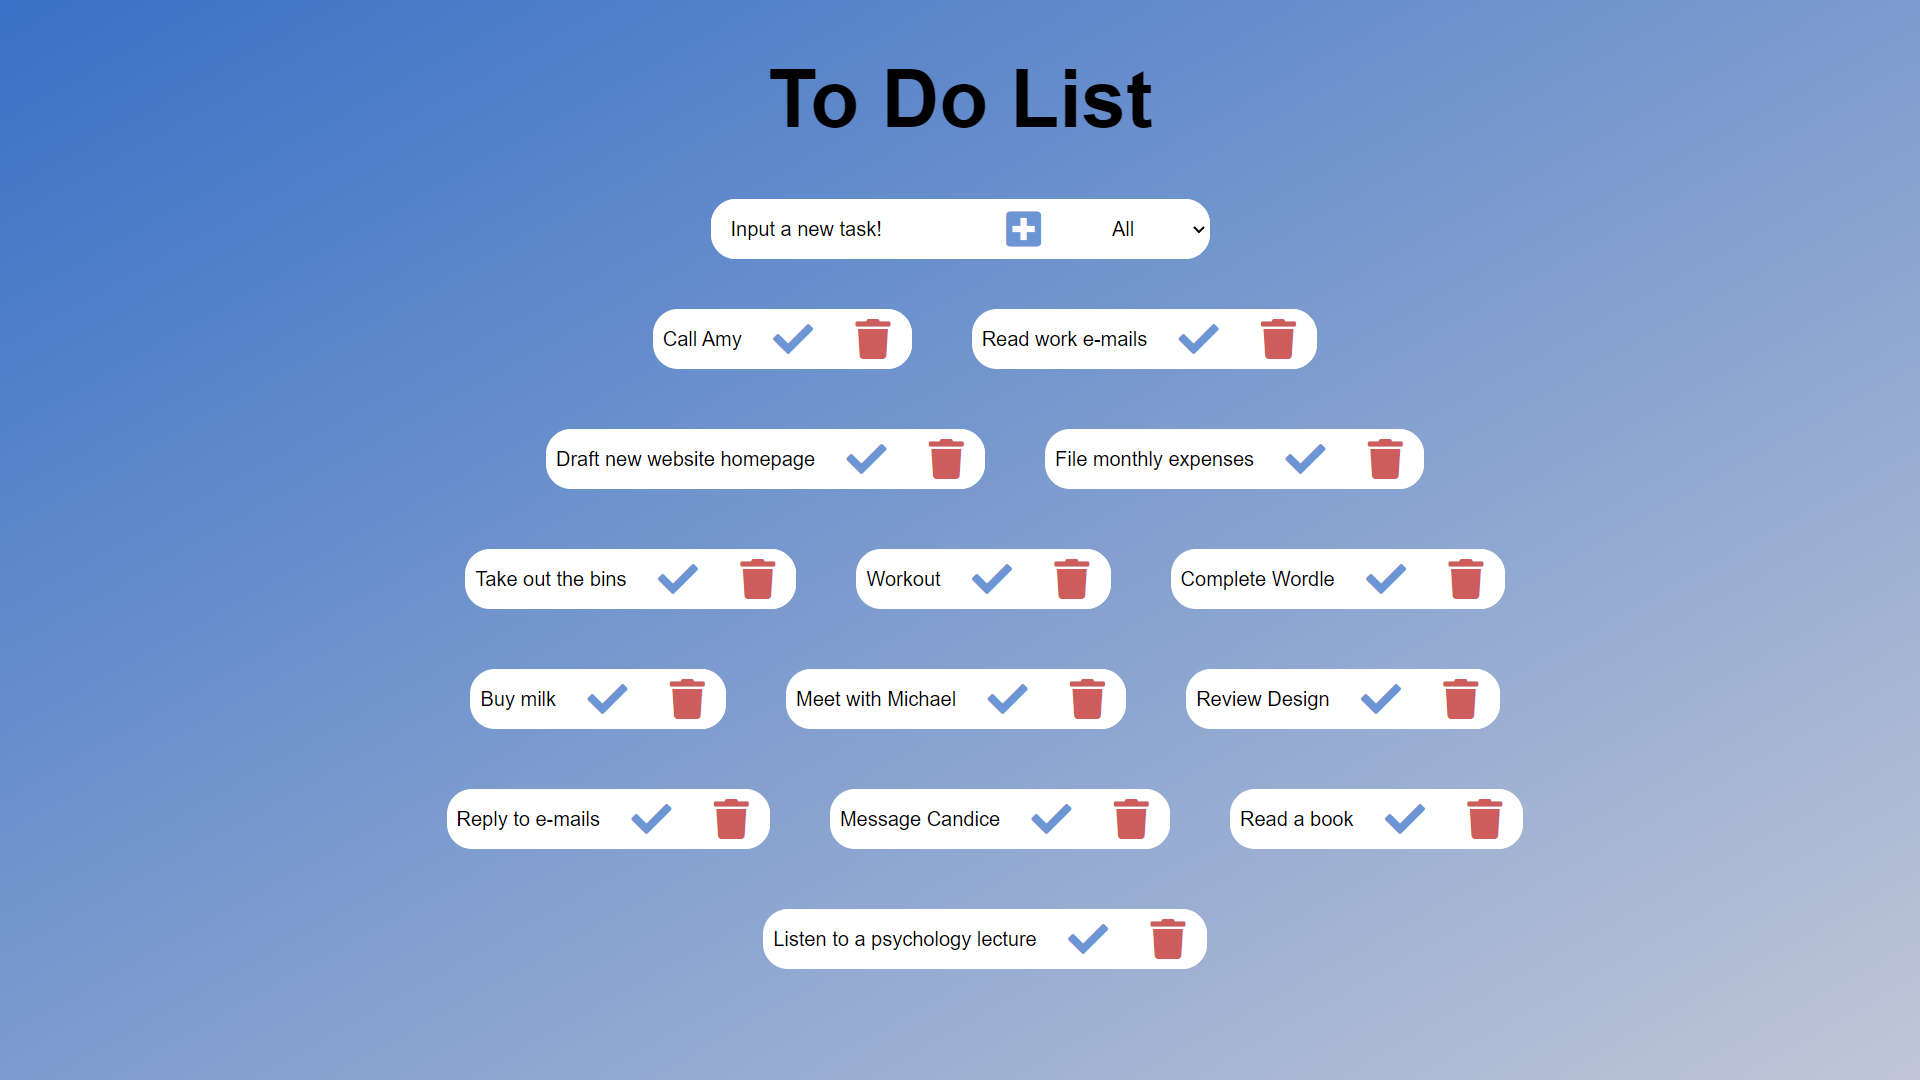 To Do List
Input a new task! All
Call Amy Read work e-mails
Draft new website homepage File monthly expenses
Take out the bins Workout Complete Wordle
Buy milk Meet with Michael Review Design
Reply to e-mails Message Candice Read a book
Listen to a psychology lecture